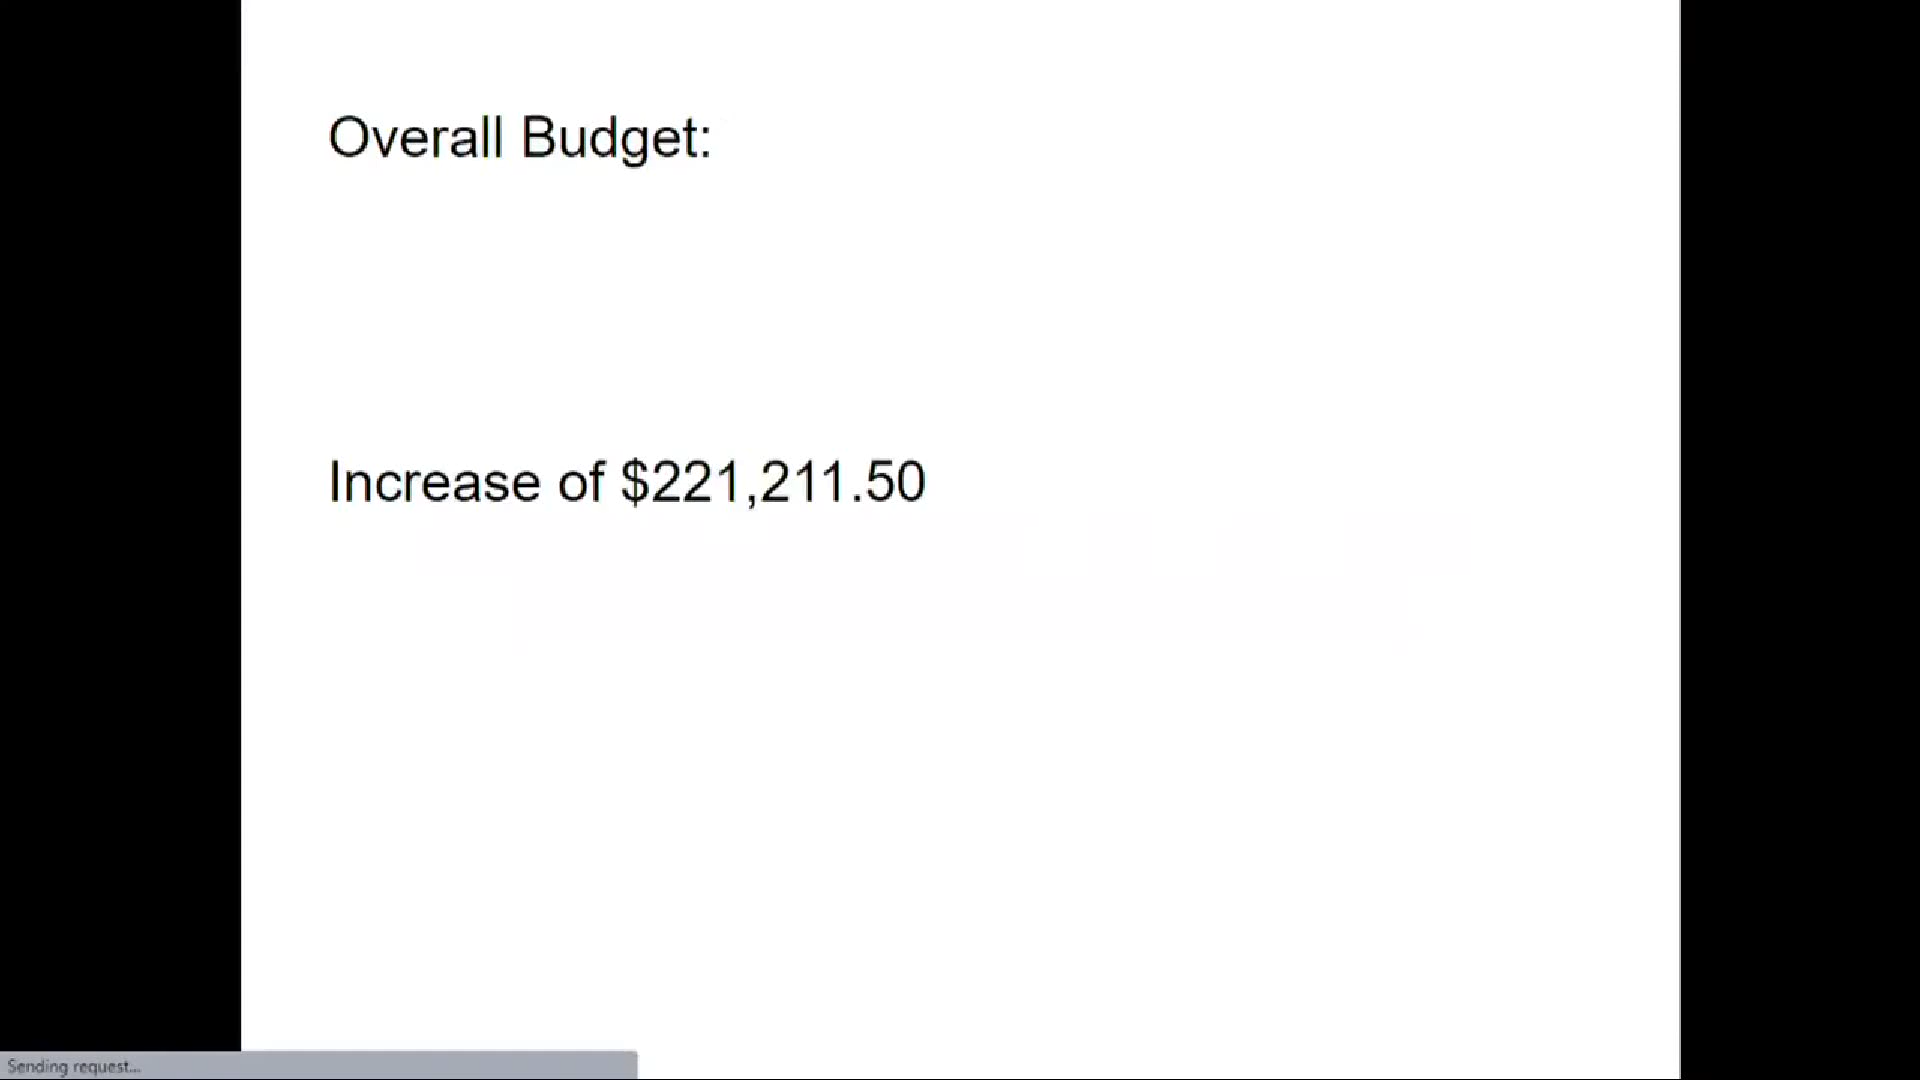 Overall Budget:
Increase of $221,211.50
Sending request...